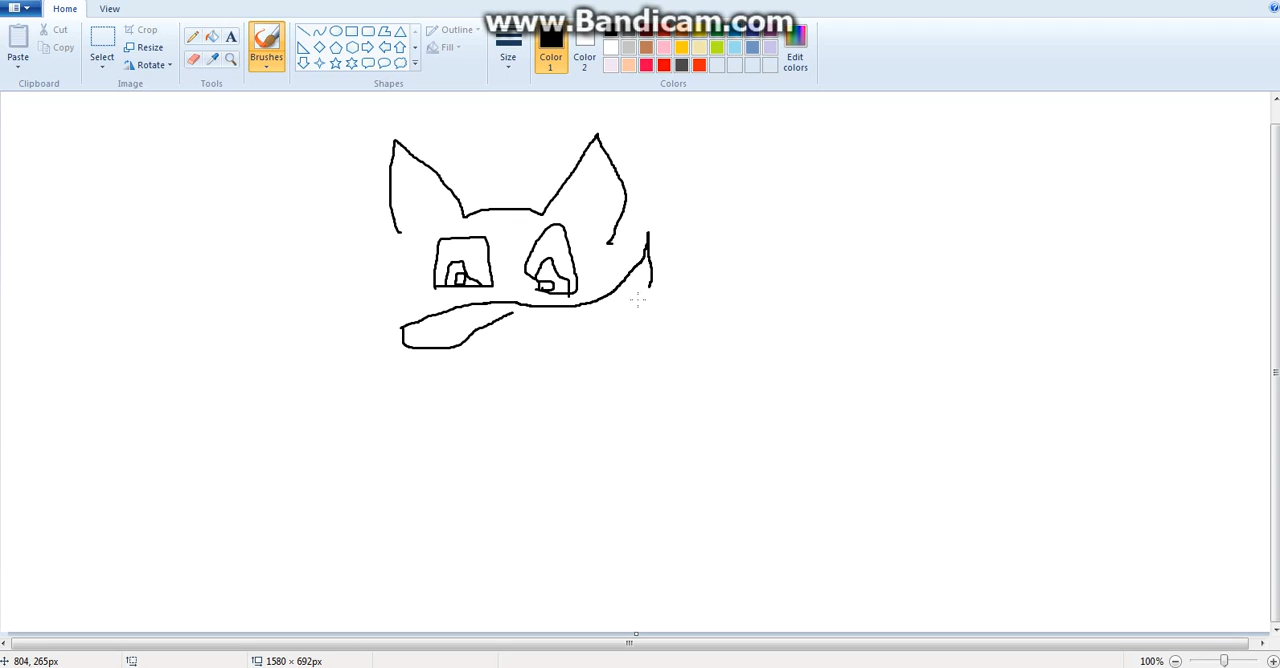 Home View
www.Bandicam.com
Paste
Cut
Copy
Clipboard
Select
Crop
Resize
Rotate
Image
A
Tools
Brushes
Shapes
Outline
Fill
Size
Color 1
Color 2
Edit colors
Colors
804, 265px
1580 × 692px
100%